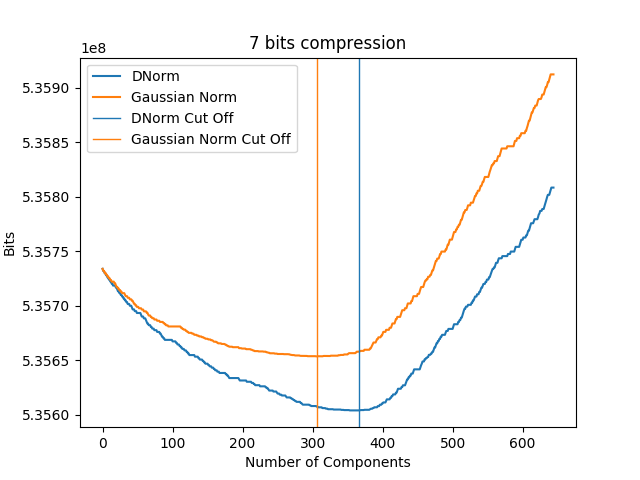 7 bits compression
1e8
DNorm
Gaussian Norm
DNorm Cut Off
Gaussian Norm Cut Off
5.3590
5.3585
5.3580
5.3575
5.3570
5.3565
5.3560
Bits
0 100 200 300 400 500 600
Number of Components